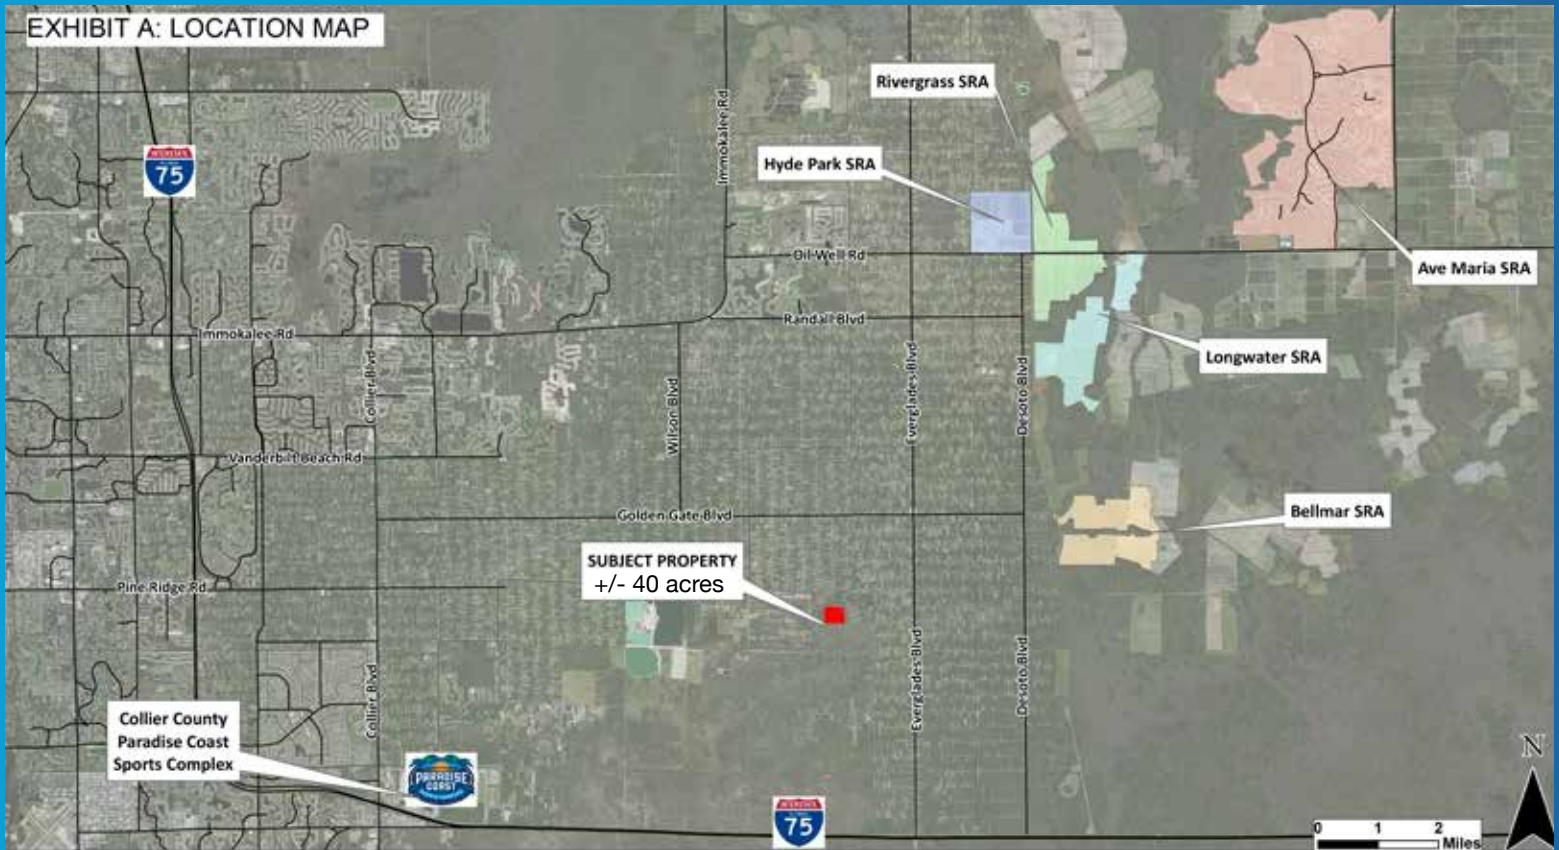 EXHIBIT A: LOCATION MAP
Rivergrass SRA
Immokalee Rd
INTERSTATE
75
Hyde Park SRA
Oil Well Rd
Ave Maria SRA
Randall Blvd
Immokalee Rd
Longwater SRA
Collier Blvd
Wilson Blvd
Everglades Blvd
Desoto Blvd
Vanderbilt Beach Rd
Golden Gate Blvd
Bellmar SRA
SUBJECT PROPERTY
+/- 40 acres
Pine Ridge Rd
Collier Blvd
Everglades Blvd
Desoto Blvd
Collier County
Paradise Coast
Sports Complex
PARADISE
COAST
INTERSTATE
75
N
0 1 2
Miles